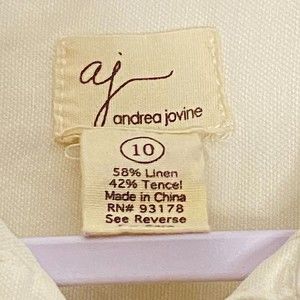 aj
andrea jovine
10
58% Linen
42% Tencel
Made in China
RN# 93178
See Reverse